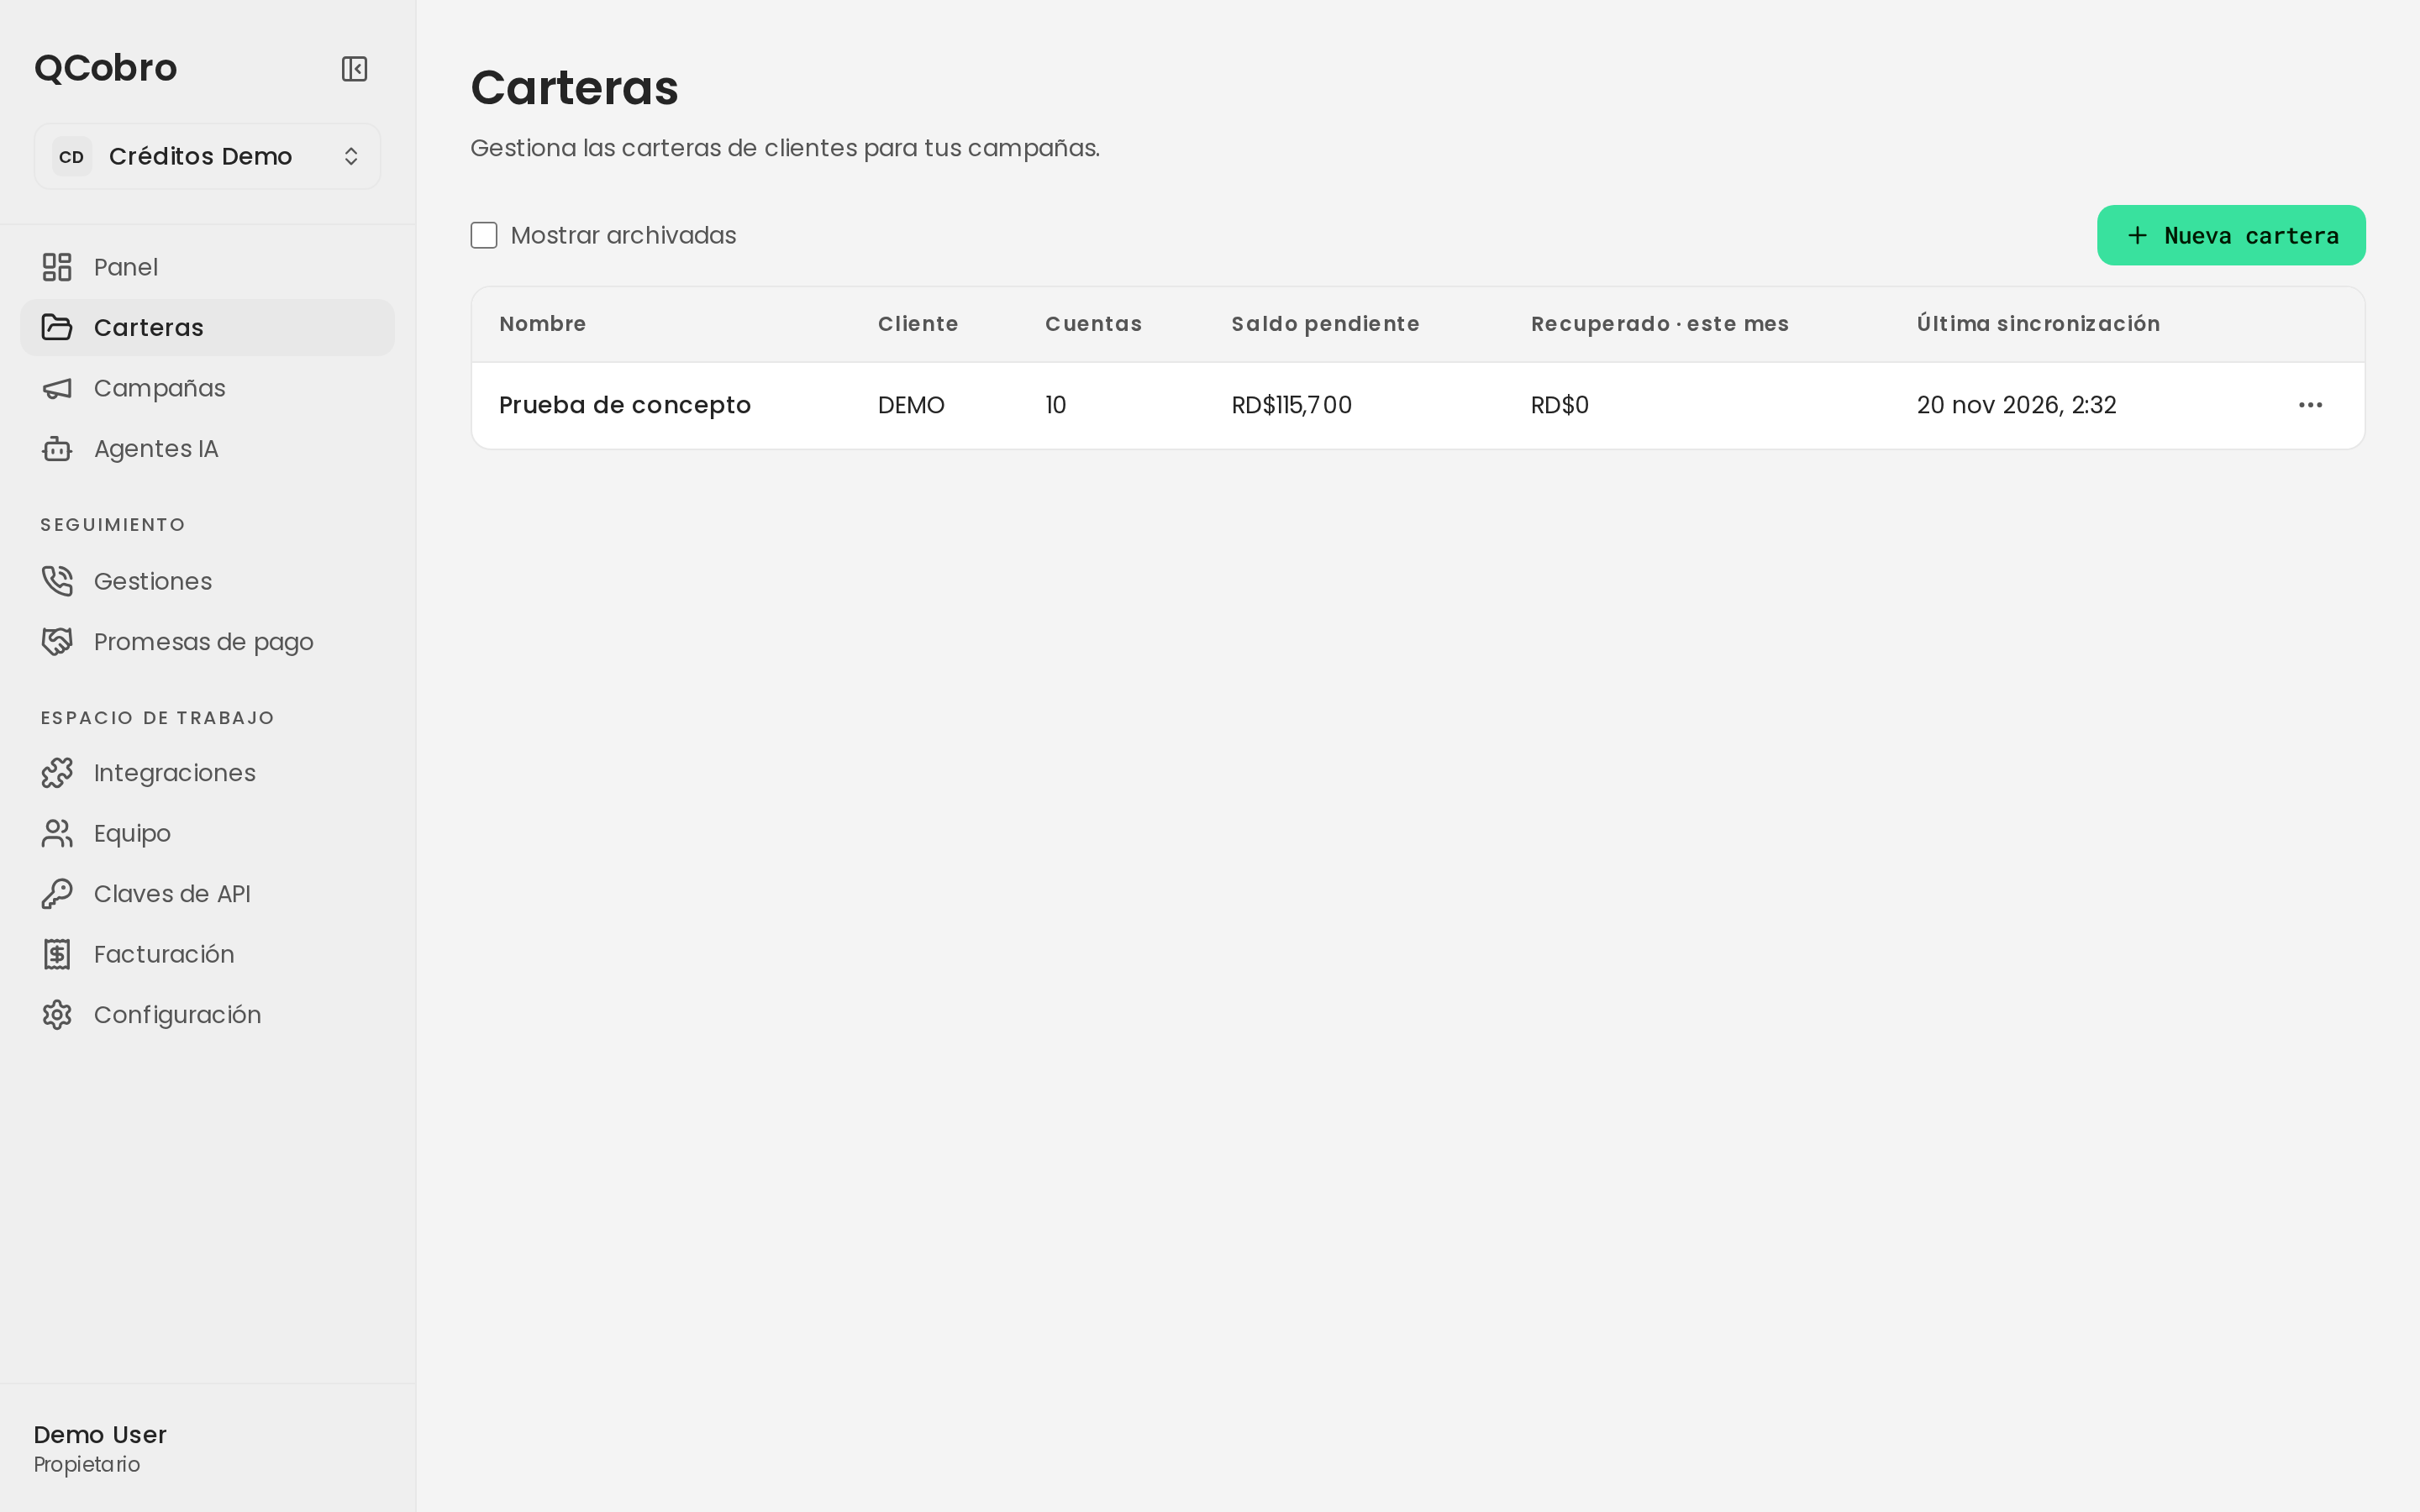 QCobro
CD Créditos Demo
Panel
Carteras
Campañas
Agentes IA
SEGUIMIENTO
Gestiones
Promesas de pago
ESPACIO DE TRABAJO
Integraciones
Equipo
Claves de API
Facturación
Configuración
Demo User
Propietario
Carteras
Gestiona las carteras de clientes para tus campañas.
Mostrar archivadas
+ Nueva cartera
Nombre Cliente Cuentas Saldo pendiente Recuperado · este mes Última sincronización
Prueba de concepto DEMO 10 RD$115,700 RD$0 20 nov 2026, 2:32